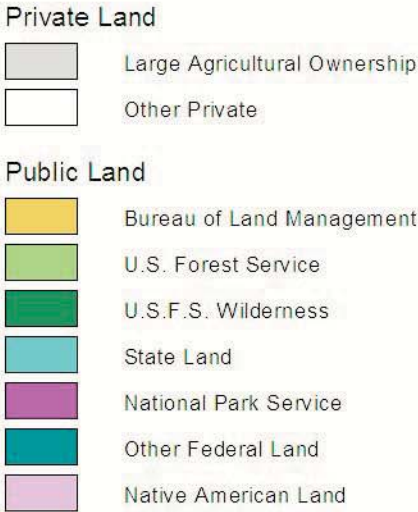 Private Land
Large Agricultural Ownership
Other Private
Public Land
Bureau of Land Management
U.S. Forest Service
U.S.F.S. Wilderness
State Land
National Park Service
Other Federal Land
Native American Land